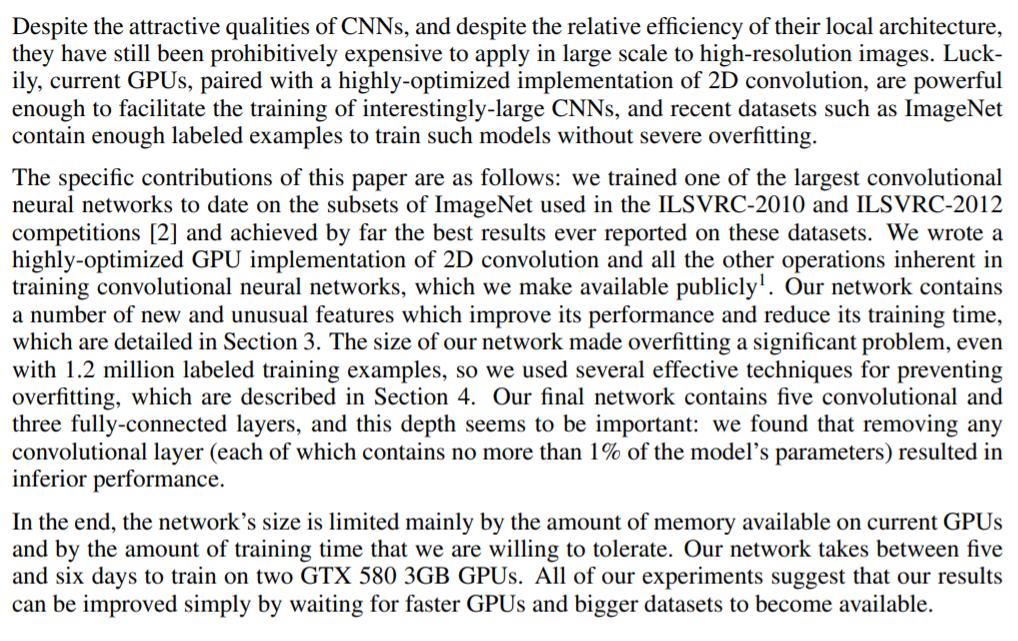 Despite the attractive qualities of CNNs, and despite the relative efficiency of their local architecture,
they have still been prohibitively expensive to apply in large scale to high-resolution images. Luck-
ily, current GPUs, paired with a highly-optimized implementation of 2D convolution, are powerful
enough to facilitate the training of interestingly-large CNNs, and recent datasets such as ImageNet
contain enough labeled examples to train such models without severe overfitting.
The specific contributions of this paper are as follows: we trained one of the largest convolutional
neural networks to date on the subsets of ImageNet used in the ILSVRC-2010 and ILSVRC-2012
competitions [2] and achieved by far the best results ever reported on these datasets. We wrote a
highly-optimized GPU implementation of 2D convolution and all the other operations inherent in
training convolutional neural networks, which we make available publicly¹. Our network contains
a number of new and unusual features which improve its performance and reduce its training time,
which are detailed in Section 3. The size of our network made overfitting a significant problem, even
with 1.2 million labeled training examples, so we used several effective techniques for preventing
overfitting, which are described in Section 4. Our final network contains five convolutional and
three fully-connected layers, and this depth seems to be important: we found that removing any
convolutional layer (each of which contains no more than 1% of the model's parameters) resulted in
inferior performance.
In the end, the network's size is limited mainly by the amount of memory available on current GPUs
and by the amount of training time that we are willing to tolerate. Our network takes between five
and six days to train on two GTX 580 3GB GPUs. All of our experiments suggest that our results
can be improved simply by waiting for faster GPUs and bigger datasets to become available.